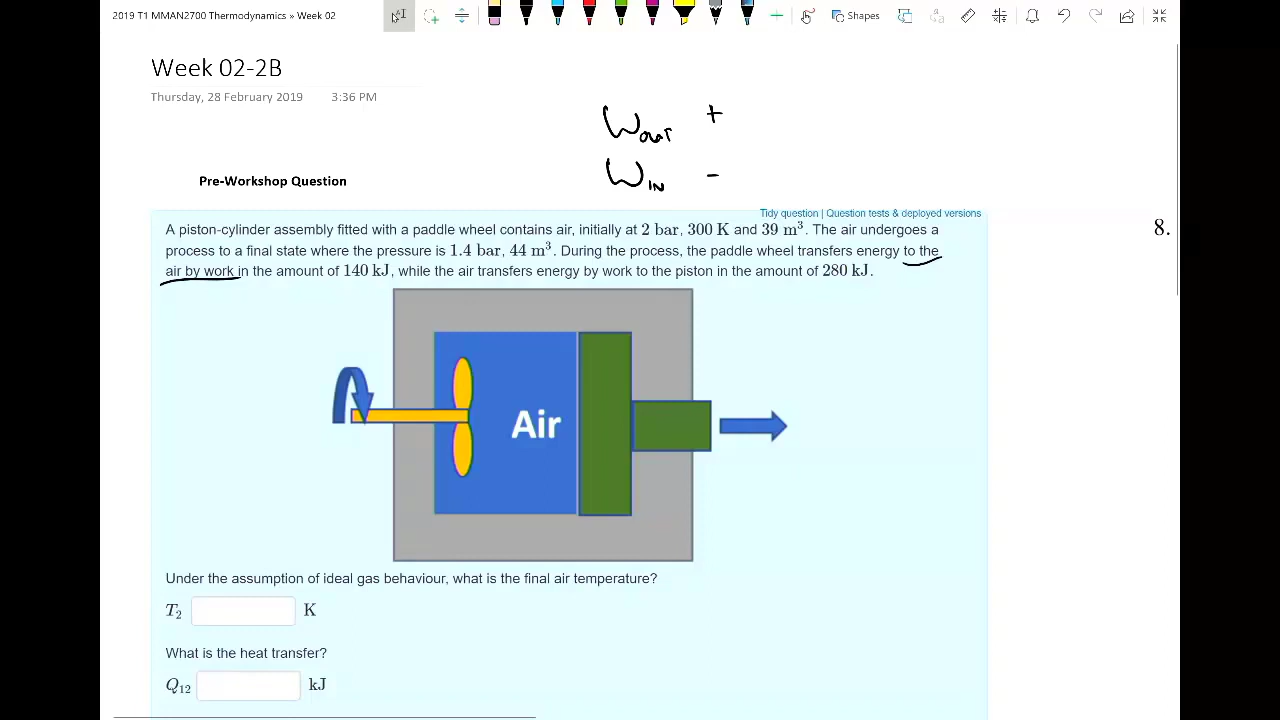 2019 T1 MMAN2700 Thermodynamics » Week 02
Shapes
Week 02-2B
Thursday, 28 February 2019 3:36 PM
W_OUT +
W_IN -
Pre-Workshop Question
Tidy question | Question tests & deployed versions
A piston-cylinder assembly fitted with a paddle wheel contains air, initially at 2 bar, 300 K and 39 m³. The air undergoes a
process to a final state where the pressure is 1.4 bar, 44 m³. During the process, the paddle wheel transfers energy to the
air by work in the amount of 140 kJ, while the air transfers energy by work to the piston in the amount of 280 kJ.
8.
Air
Under the assumption of ideal gas behaviour, what is the final air temperature?
T₂ K
What is the heat transfer?
Q₁₂ kJ